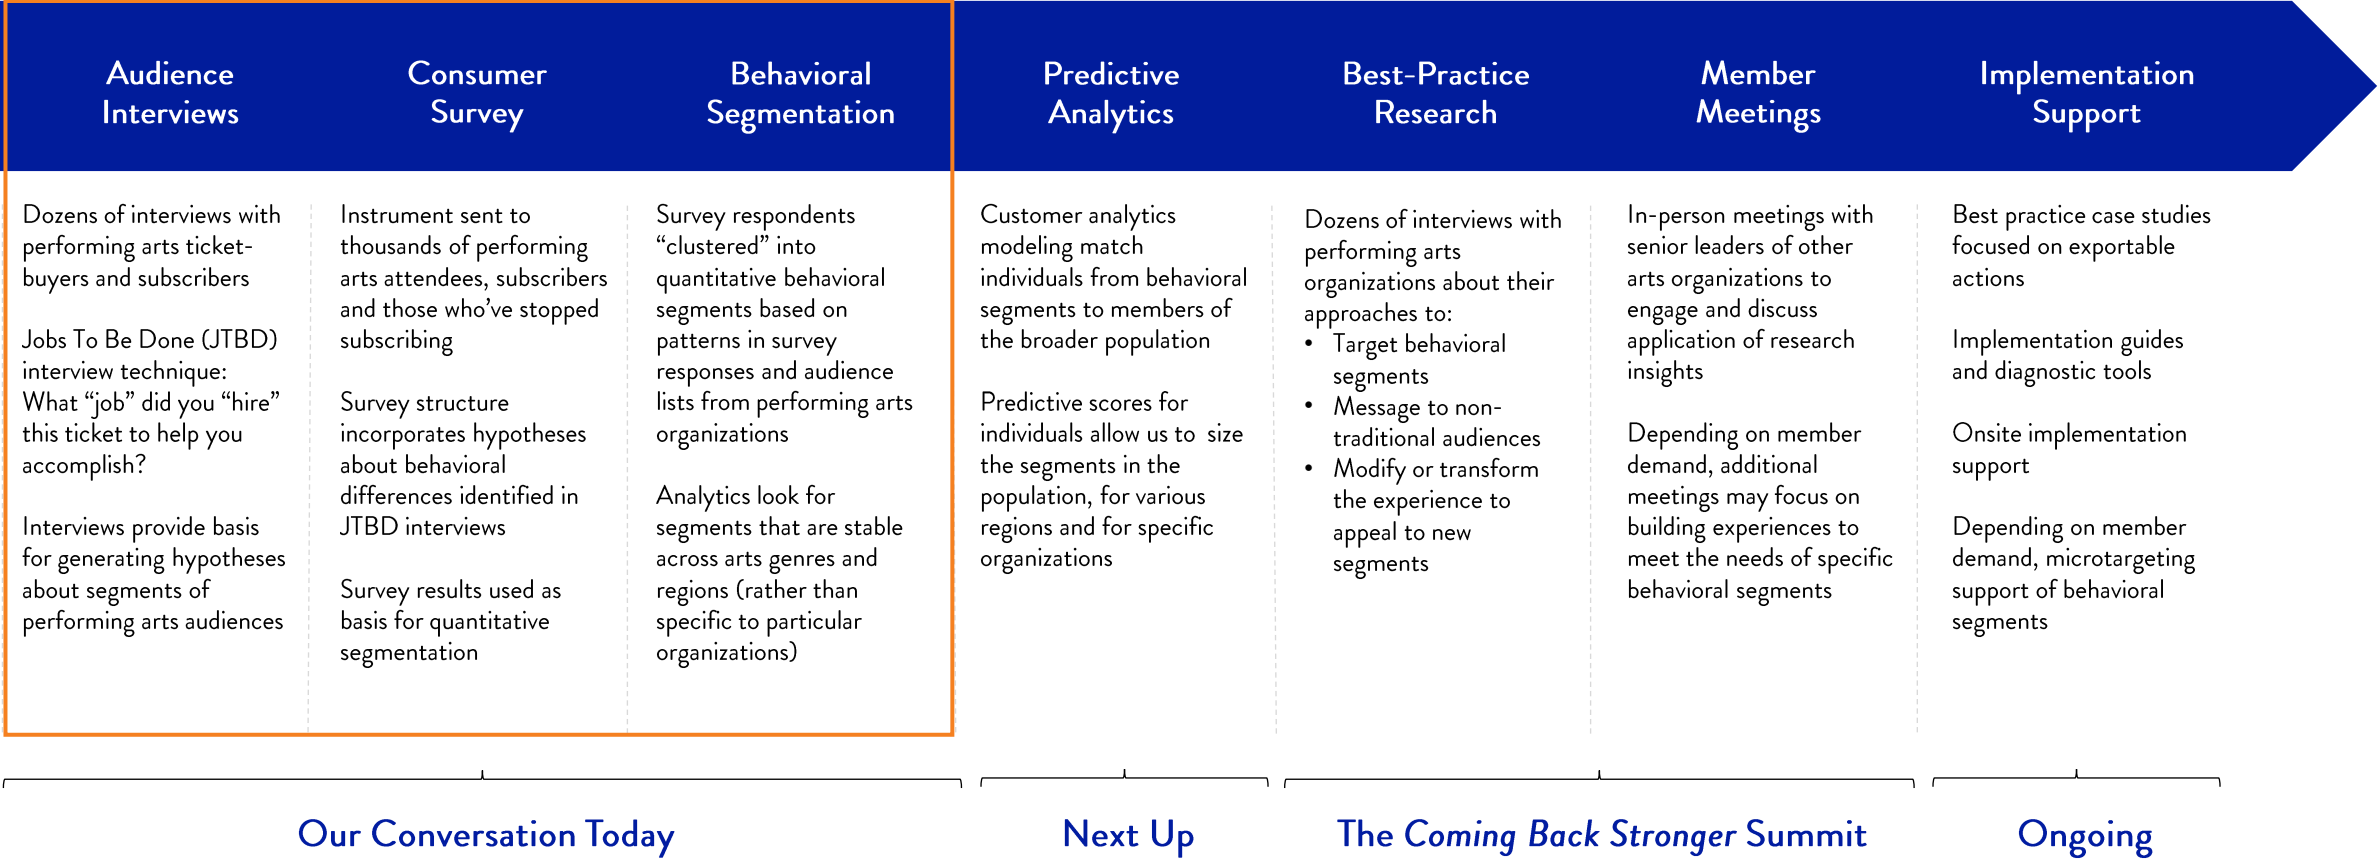 Audience
Interviews
Consumer
Survey
Behavioral
Segmentation
Predictive
Analytics
Best-Practice
Research
Member
Meetings
Implementation
Support
Dozens of interviews with
performing arts ticket-
buyers and subscribers
Jobs To Be Done (JTBD)
interview technique:
What “job” did you “hire”
this ticket to help you
accomplish?
Interviews provide basis
for generating hypotheses
about segments of
performing arts audiences
Instrument sent to
thousands of performing
arts attendees, subscribers
and those who’ve stopped
subscribing
Survey structure
incorporates hypotheses
about behavioral
differences identified in
JTBD interviews
Survey results used as
basis for quantitative
segmentation
Survey respondents
“clustered” into
quantitative behavioral
segments based on
patterns in survey
responses and audience
lists from performing arts
organizations
Analytics look for
segments that are stable
across arts genres and
regions (rather than
specific to particular
organizations)
Customer analytics
modeling match
individuals from behavioral
segments to members of
the broader population
Predictive scores for
individuals allow us to size
the segments in the
population, for various
regions and for specific
organizations
Dozens of interviews with
performing arts
organizations about their
approaches to:
• Target behavioral
segments
• Message to non-
traditional audiences
• Modify or transform
the experience to
appeal to new
segments
In-person meetings with
senior leaders of other
arts organizations to
engage and discuss
application of research
insights
Depending on member
demand, additional
meetings may focus on
building experiences to
meet the needs of specific
behavioral segments
Best practice case studies
focused on exportable
actions
Implementation guides
and diagnostic tools
Onsite implementation
support
Depending on member
demand, microtargeting
support of behavioral
segments
Our Conversation Today
Next Up
The Coming Back Stronger Summit
Ongoing